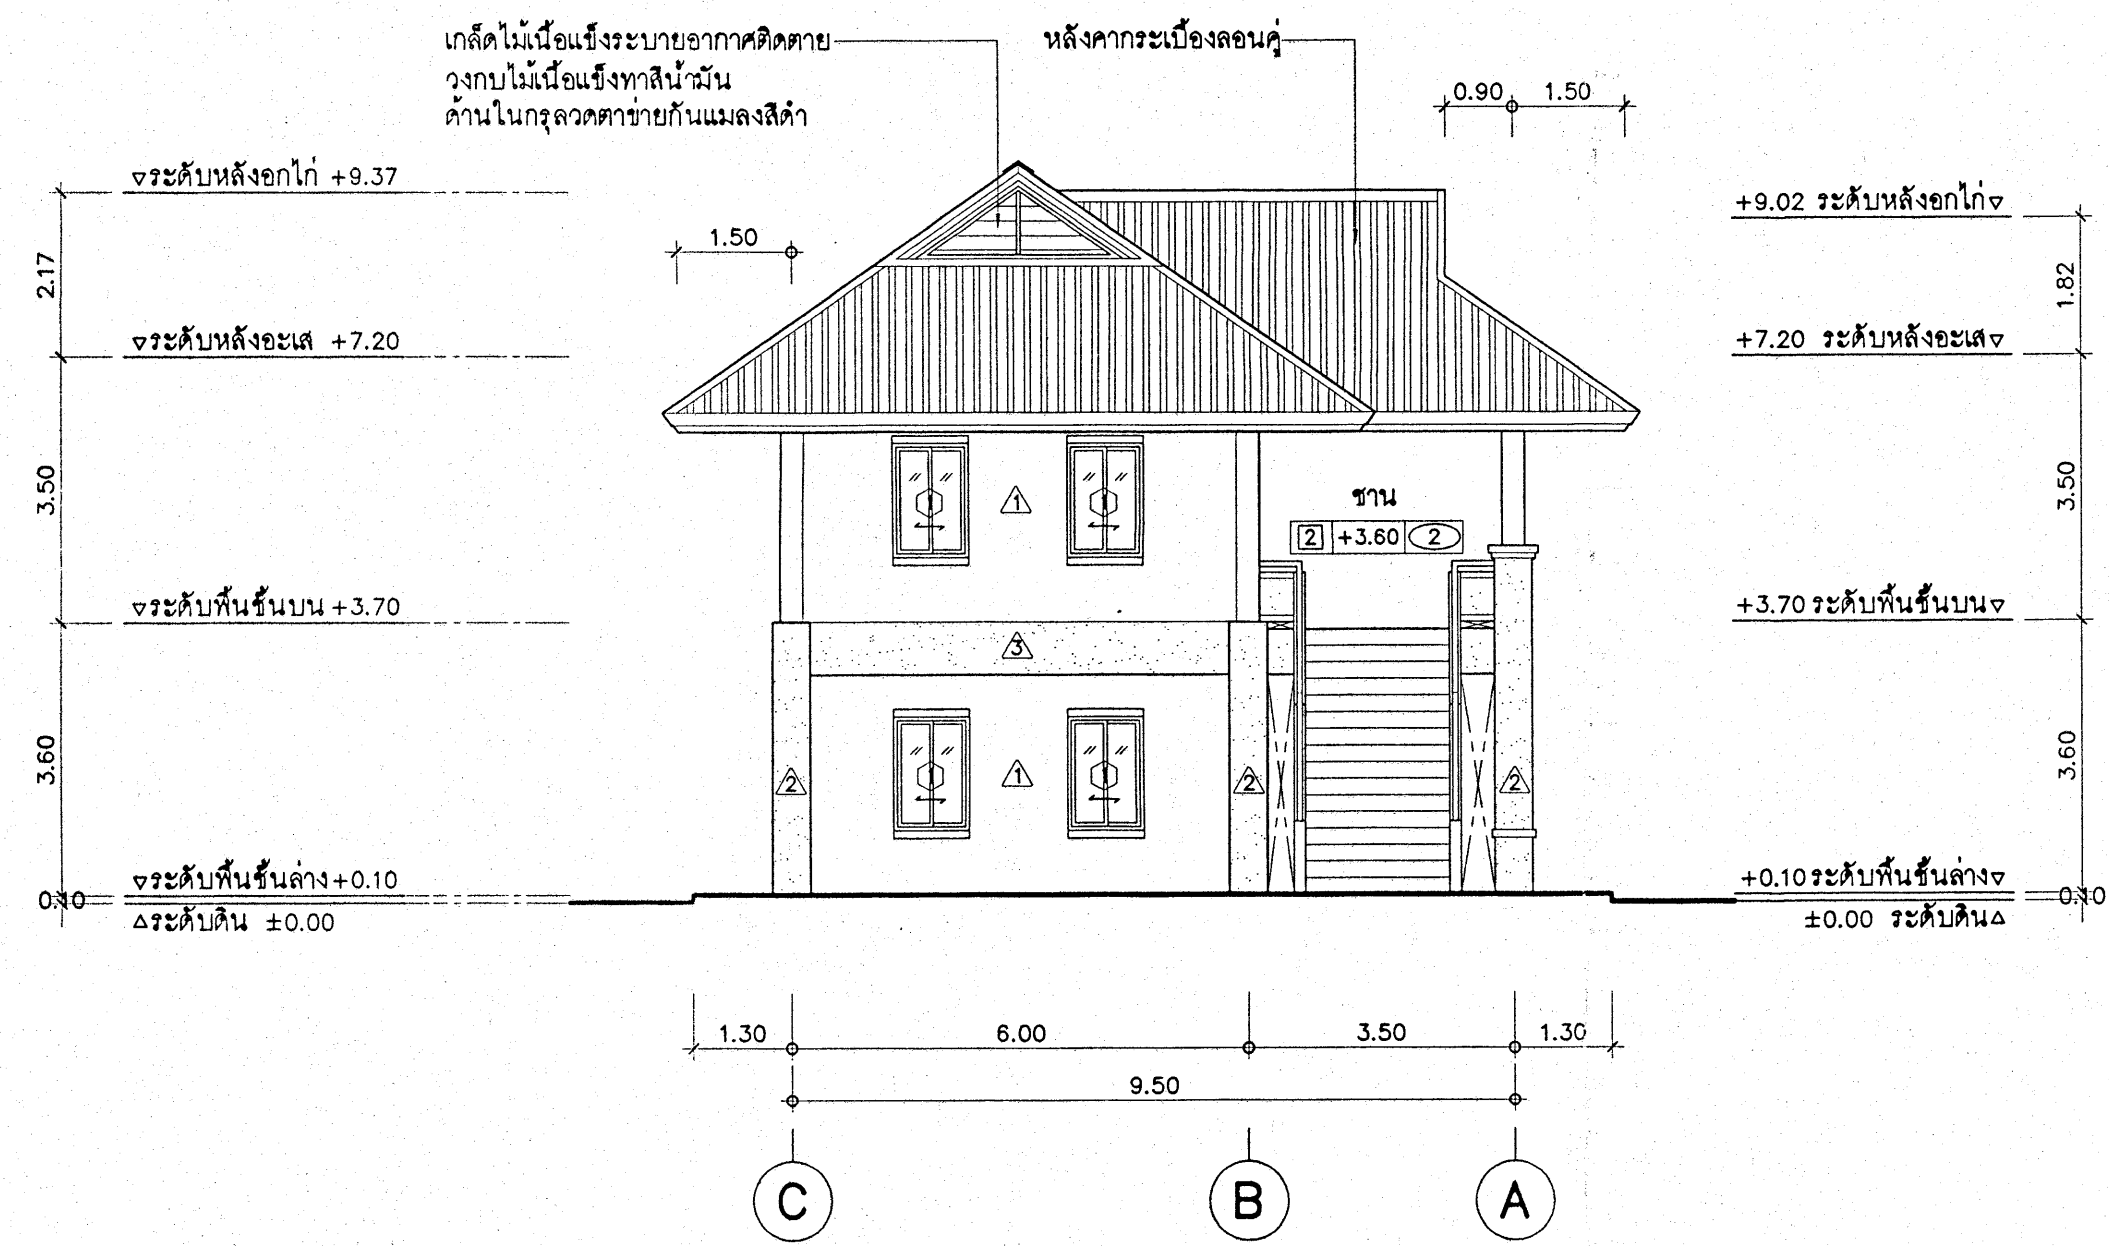 เกล็ดไม้เนื้อแข็งระบายอากาศติดตาย
วงกบไม้เนื้อแข็งทาสีน้ำมัน
ด้านในกรุลวดตาข่ายกันแมลงสีดำ
หลังคากระเบื้องลอนคู่
0.90 1.50
ระดับหลังอกไก่ +9.37
+9.02 ระดับหลังอกไก่
1.50
2.17
1.82
ระดับหลังอะเส +7.20
+7.20 ระดับหลังอะเส
3.50
3.50
1 1 1
ชาน
2 +3.60 2
ระดับพื้นชั้นบน +3.70
+3.70 ระดับพื้นชั้นบน
3
3.60
3.60
2 1 1 1 2 2
ระดับพื้นชั้นล่าง +0.10
+0.10 ระดับพื้นชั้นล่าง
0.10
0.10
ระดับดิน ±0.00
±0.00 ระดับดิน
1.30 6.00 3.50 1.30
9.50
C B A